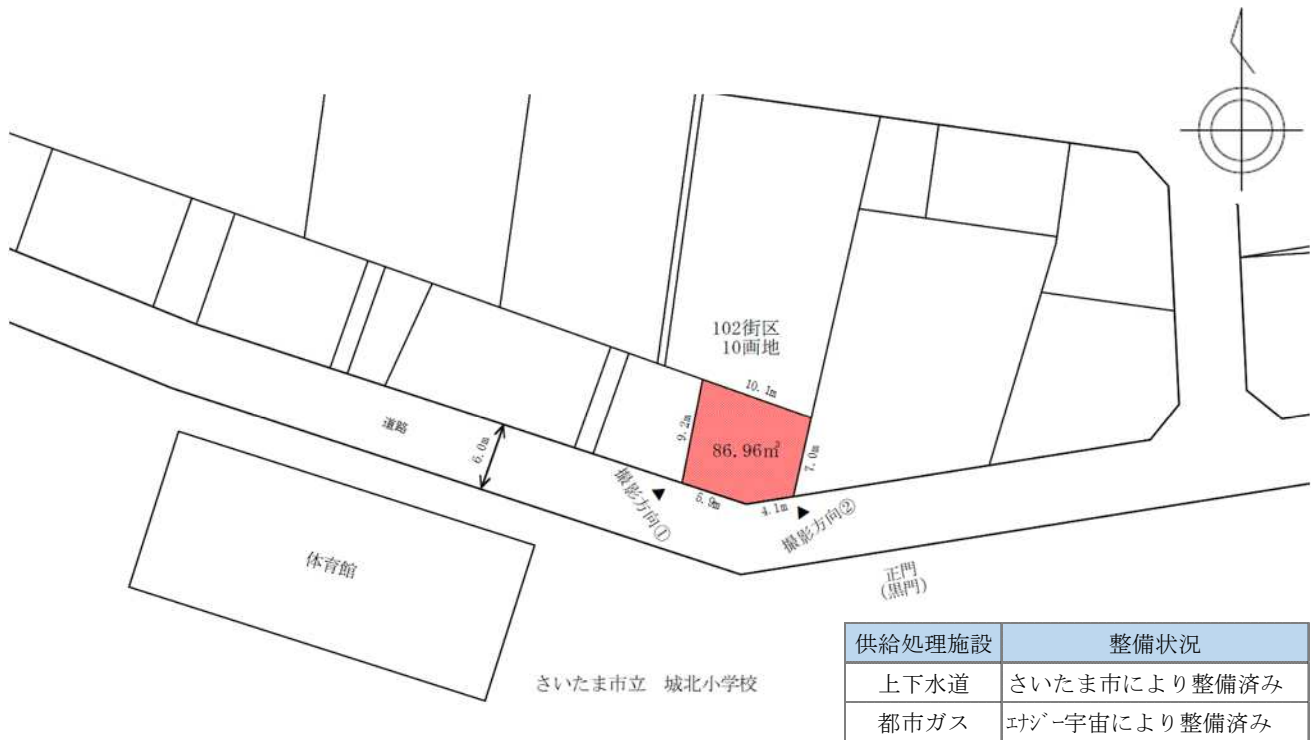 102街区
10画地
10.1m
9.2m
86.96㎡
7.0m
5.9m
4.1m
道路
6.0m
撮影方向①
撮影方向②
体育館
正門
(黒門)
さいたま市立 城北小学校
供給処理施設 整備状況
上下水道 さいたま市により整備済み
都市ガス エナジー宇宙により整備済み